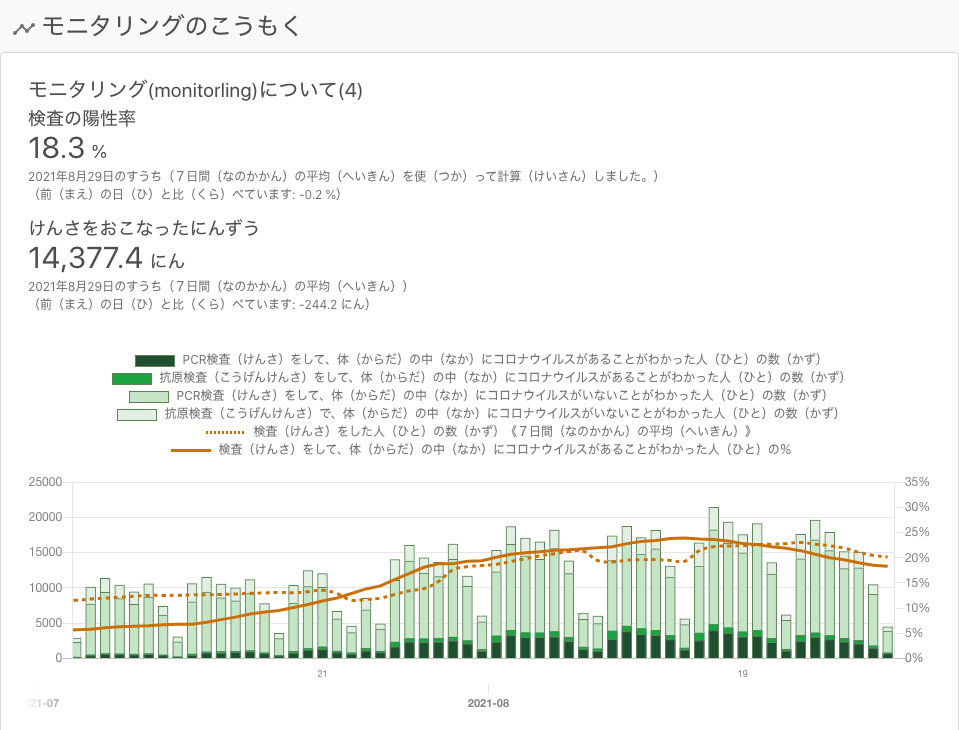 モニタリングのこうもく
モニタリング(monitorling)について(4)
検査の陽性率
18.3 %
2021年8月29日のすうち（７日間（なのかかん）の平均（へいきん）を使（つか）って計算（けいさん）しました。）
（前（まえ）の日（ひ）と比（くら）べています: -0.2 %）
けんさをおこなったにんずう
14,377.4 にん
2021年8月29日のすうち（７日間（なのかかん）の平均（へいきん））
（前（まえ）の日（ひ）と比（くら）べています: -244.2 にん）
PCR検査（けんさ）をして、体（からだ）の中（なか）にコロナウイルスがあることがわかった人（ひと）の数（かず）
抗原検査（こうげんけんさ）をして、体（からだ）の中（なか）にコロナウイルスがあることがわかった人（ひと）の数（かず）
PCR検査（けんさ）をして、体（からだ）の中（なか）にコロナウイルスがいないことがわかった人（ひと）の数（かず）
抗原検査（こうげんけんさ）で、体（からだ）の中（なか）にコロナウイルスがいないことがわかった人（ひと）の数（かず）
検査（けんさ）をした人（ひと）の数（かず）《７日間（なのかかん）の平均（へいきん）》
検査（けんさ）をして、体（からだ）の中（なか）にコロナウイルスがあることがわかった人（ひと）の%
25000 35%
20000 30%
15000 25%
10000 20%
5000 15%
0 10%
5%
0%
21 19
21-07 2021-08